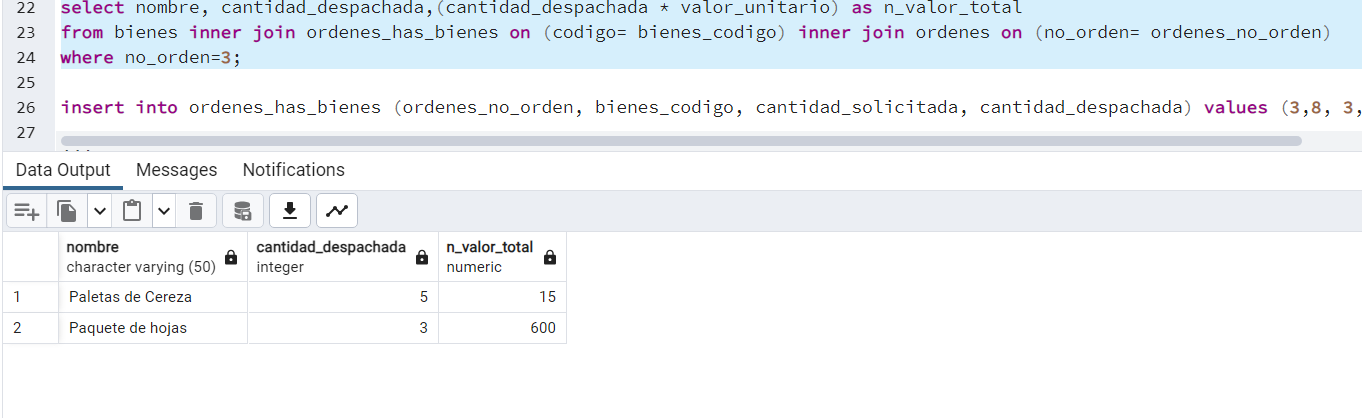 22 select nombre, cantidad_despachada,(cantidad_despachada * valor_unitario) as n_valor_total
23 from bienes inner join ordenes_has_bienes on (codigo= bienes_codigo) inner join ordenes on (no_orden= ordenes_no_orden)
24 where no_orden=3;
25
26 insert into ordenes_has_bienes (ordenes_no_orden, bienes_codigo, cantidad_solicitada, cantidad_despachada) values (3,8, 3,
27
Data Output Messages Notifications
nombre cantidad_despachada n_valor_total
character varying (50) integer numeric
1 Paletas de Cereza 5 15
2 Paquete de hojas 3 600